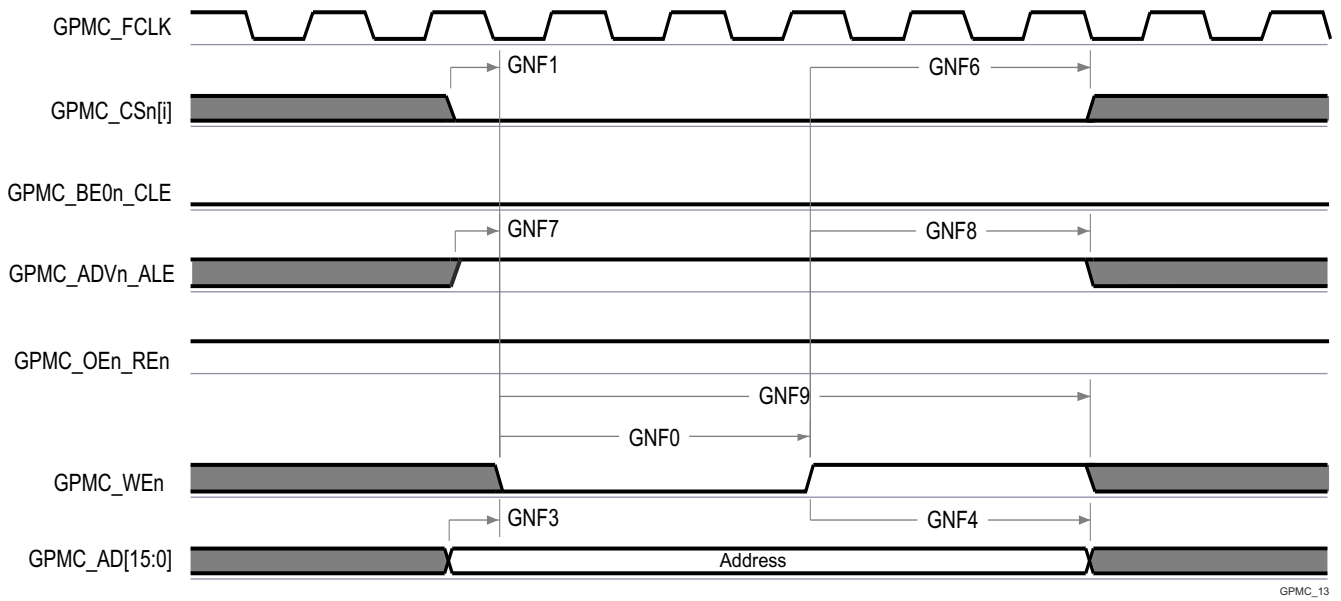 GPMC_FCLK
GNF1
GNF6
GPMC_CSn[i]
GPMC_BE0n_CLE
GNF7
GNF8
GPMC_ADVn_ALE
GPMC_OEn_REn
GNF9
GNF0
GPMC_WEn
GNF3
GNF4
GPMC_AD[15:0]
Address
GPMC_13